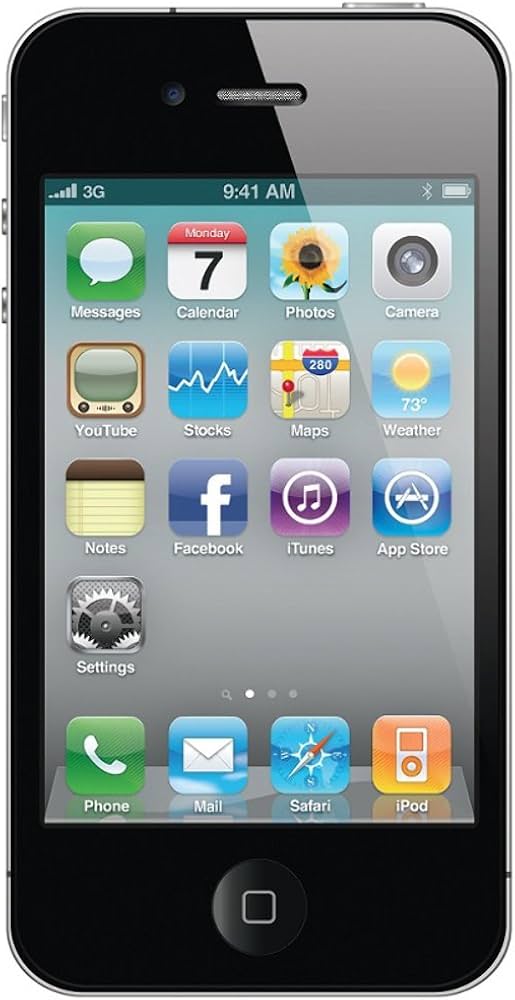 3G 9:41 AM
Monday
7
Messages Calendar Photos Camera
280
73°
YouTube Stocks Maps Weather
f
Notes Facebook iTunes App Store
Settings
N
Phone Mail Safari iPod